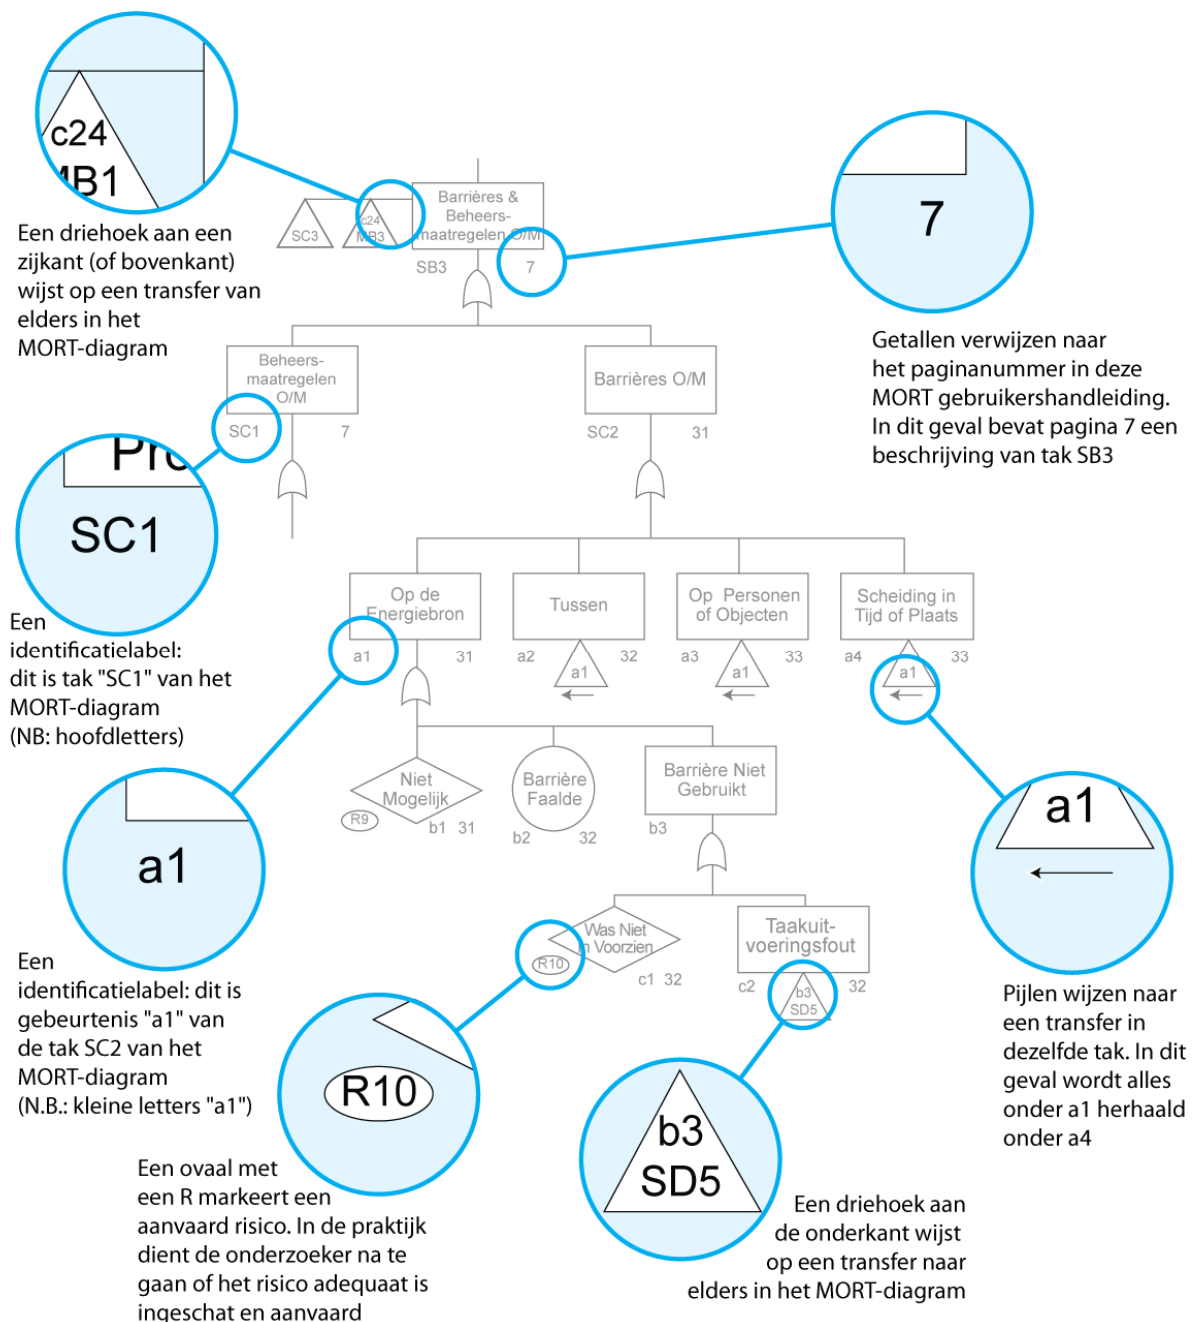 c24
MB1
Een driehoek aan een
zijkant (of bovenkant)
wijst op een transfer van
elders in het
MORT-diagram
SC3
c24
MB3
Barrières &
Beheers-
maatregelen O/M
SB3
7
7
Getallen verwijzen naar
het paginanummer in deze
MORT gebruikershandleiding.
In dit geval bevat pagina 7 een
beschrijving van tak SB3
Beheers-
maatregelen
O/M
SC1
7
Barrières O/M
SC2
31
Pro
SC1
Een
identificatielabel:
dit is tak "SC1" van het
MORT-diagram
(NB: hoofdletters)
Op de
Energiebron
a1
31
Tussen
a2
32
a1
Op Personen
of Objecten
a3
33
a1
Scheiding in
Tijd of Plaats
a4
33
a1
Niet
Mogelijk
R9
b1 31
Barrière
Faalde
b2
32
Barrière Niet
Gebruikt
b3
a1
Een
identificatielabel: dit is
gebeurtenis "a1" van
de tak SC2 van het
MORT-diagram
(N.B.: kleine letters "a1")
a1
Pijlen wijzen naar
een transfer in
dezelfde tak. In dit
geval wordt alles
onder a1 herhaald
onder a4
Was Niet
in Voorzien
R10
c1 32
Taakuit-
voeringsfout
c2
32
b3
SD5
R10
Een ovaal met
een R markeert een
aanvaard risico. In de praktijk
dient de onderzoeker na te
gaan of het risico adequaat is
ingeschat en aanvaard
b3
SD5
Een driehoek aan
de onderkant wijst
op een transfer naar
elders in het MORT-diagram